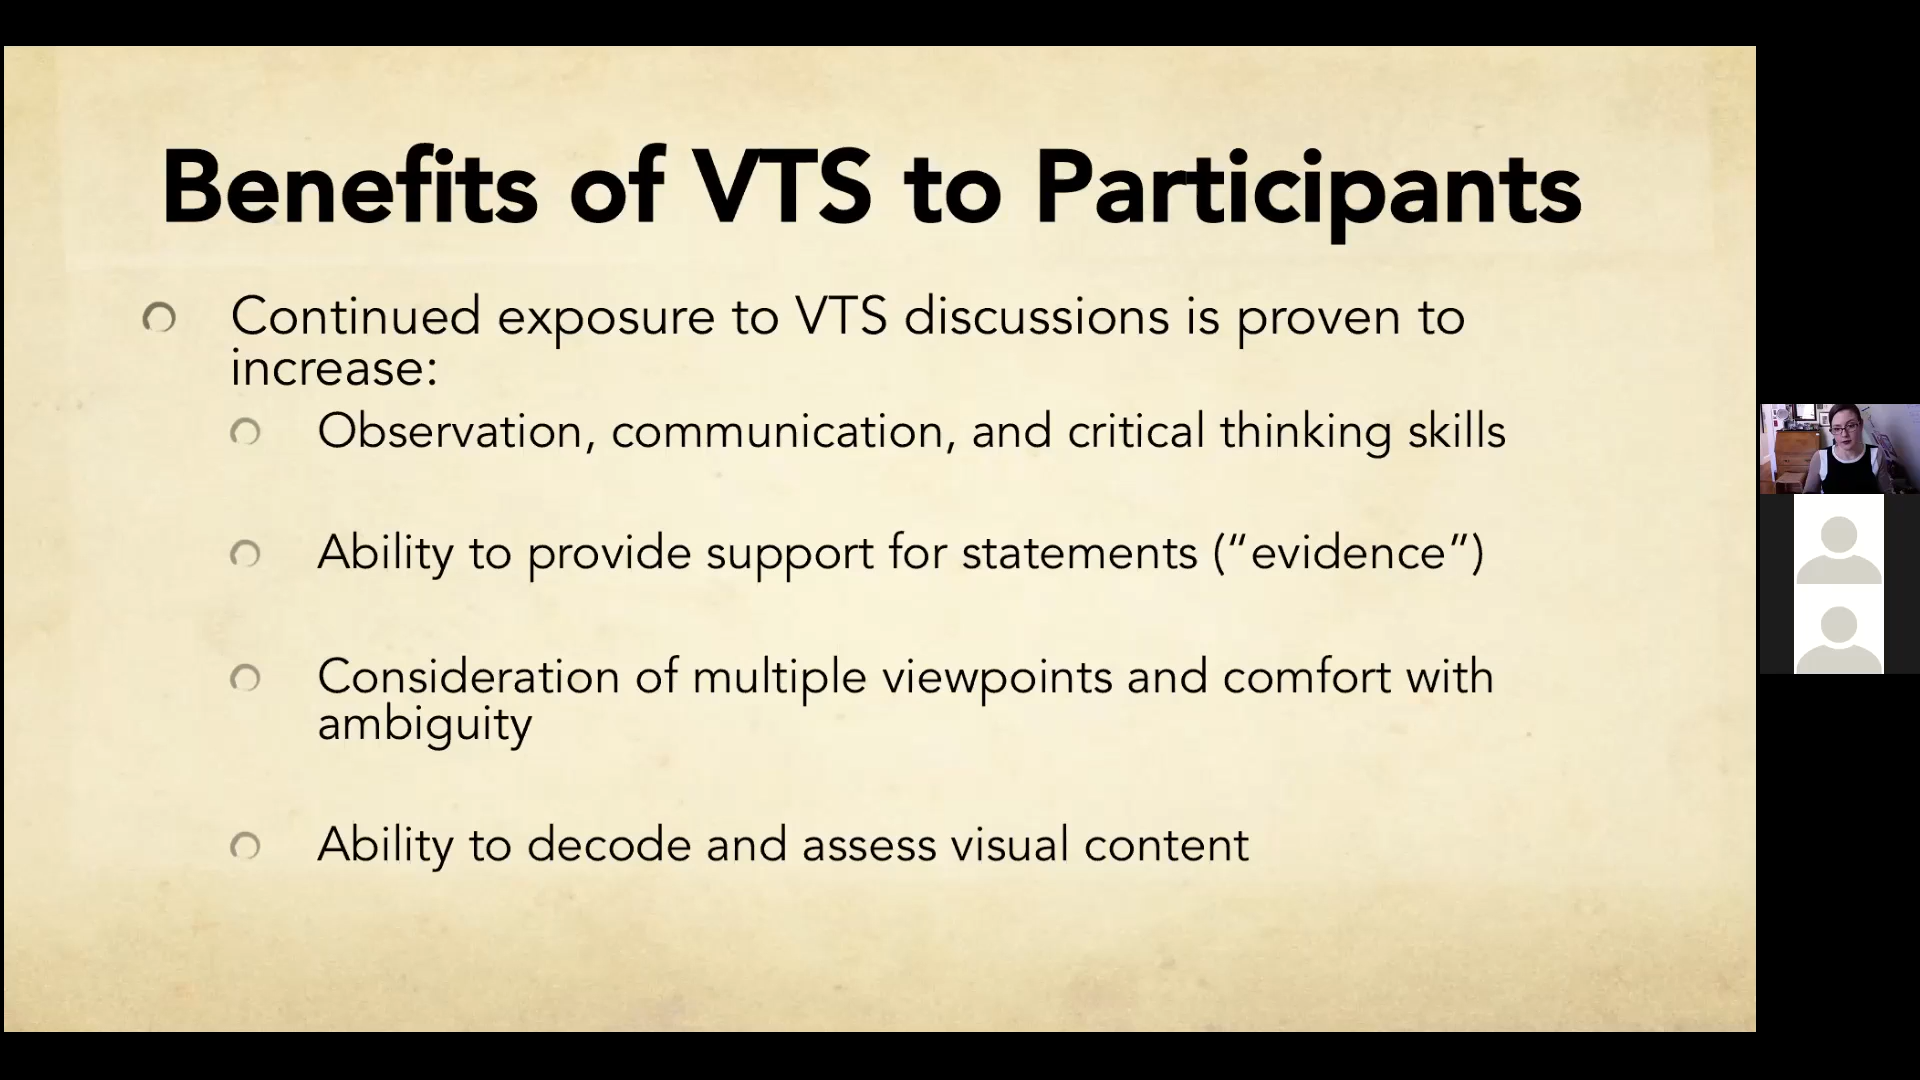 Benefits of VTS to Participants
Continued exposure to VTS discussions is proven to
increase:
Observation, communication, and critical thinking skills
Ability to provide support for statements (“evidence”)
Consideration of multiple viewpoints and comfort with
ambiguity
Ability to decode and assess visual content